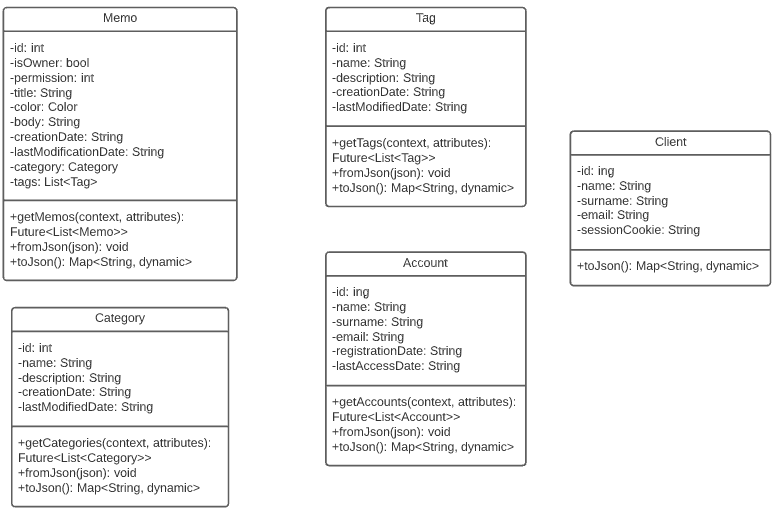 Memo
-id: int
-isOwner: bool
-permission: int
-title: String
-color: Color
-body: String
-creationDate: String
-lastModificationDate: String
-category: Category
-tags: List<Tag>
+getMemos(context, attributes):
Future<List<Memo>>
+fromJson(json): void
+toJson(): Map<String, dynamic>
Category
-id: int
-name: String
-description: String
-creationDate: String
-lastModifiedDate: String
+getCategories(context, attributes):
Future<List<Category>>
+fromJson(json): void
+toJson(): Map<String, dynamic>
Tag
-id: int
-name: String
-description: String
-creationDate: String
-lastModifiedDate: String
+getTags(context, attributes):
Future<List<Tag>>
+fromJson(json): void
+toJson(): Map<String, dynamic>
Account
-id: ing
-name: String
-surname: String
-email: String
-registrationDate: String
-lastAccessDate: String
+getAccounts(context, attributes):
Future<List<Account>>
+fromJson(json): void
+toJson(): Map<String, dynamic>
Client
-id: ing
-name: String
-surname: String
-email: String
-sessionCookie: String
+toJson(): Map<String, dynamic>